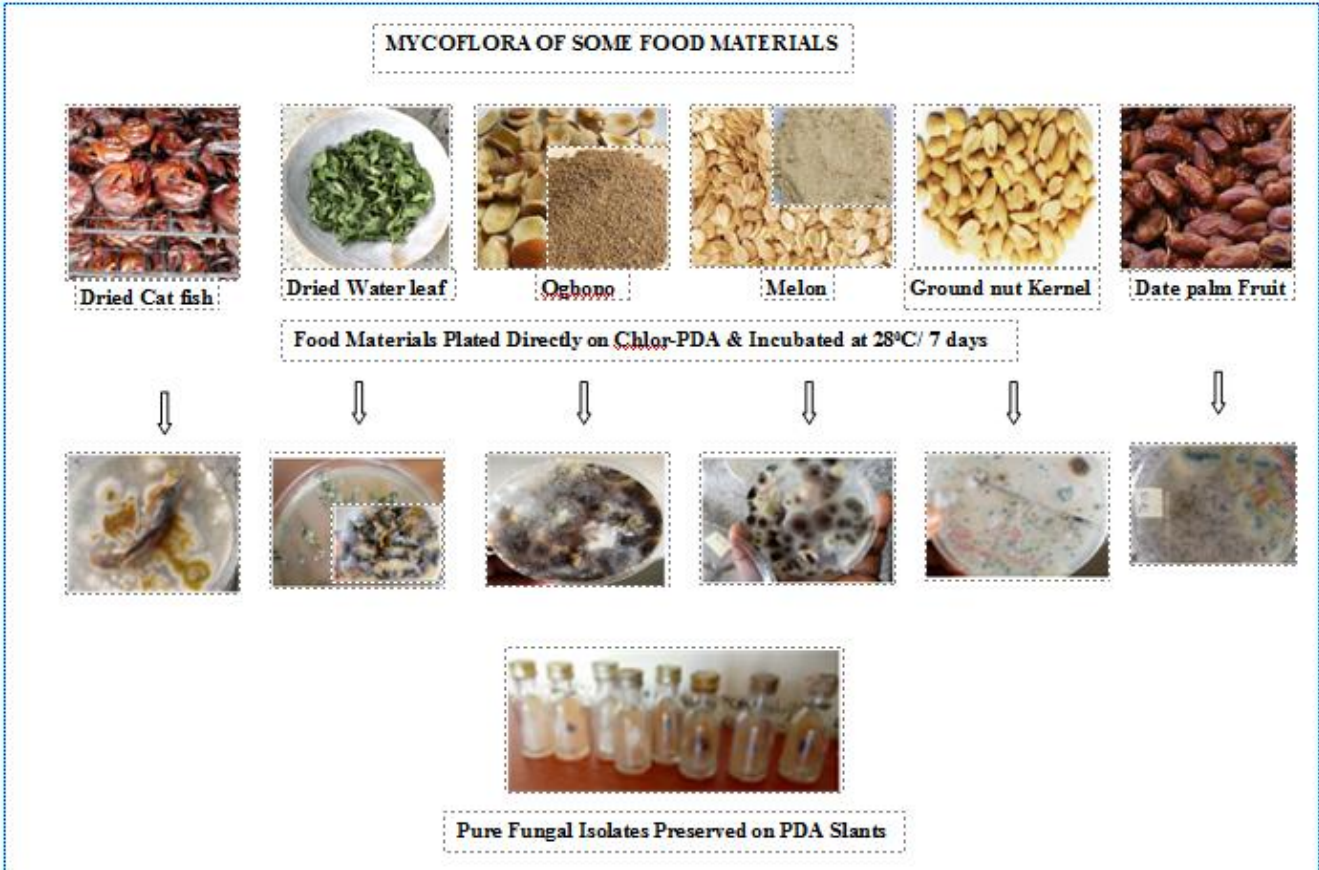 MYCOFLORA OF SOME FOOD MATERIALS
Dried Cat fish
Dried Water leaf
Ogbono
Melon
Ground nut Kernel
Date palm Fruit
Food Materials Plated Directly on Chlor-PDA & Incubated at 28⁰C/ 7 days
Pure Fungal Isolates Preserved on PDA Slants